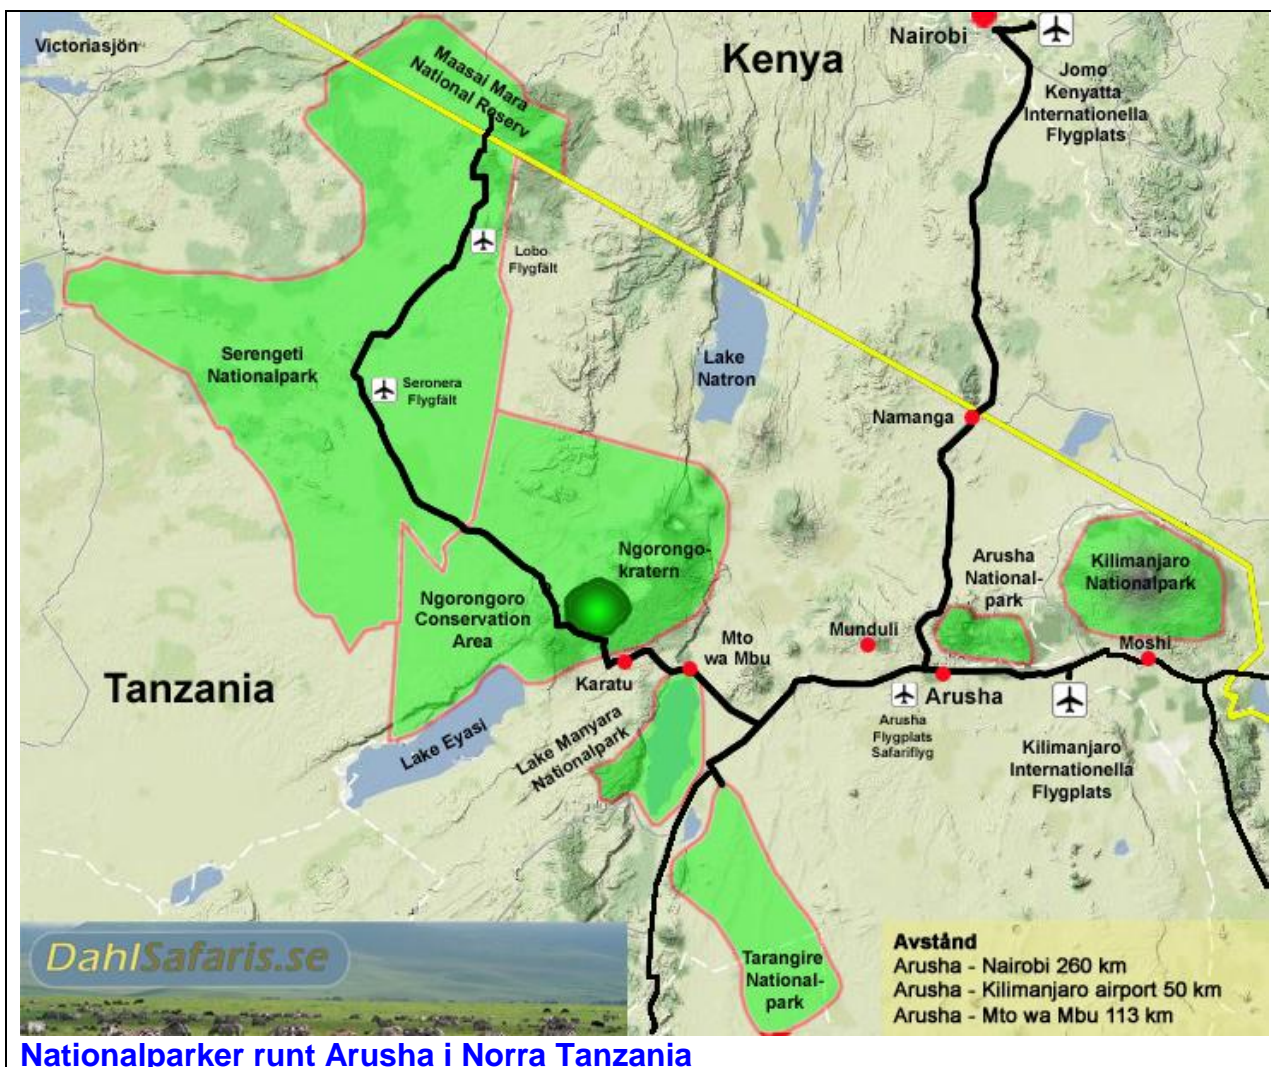 Victoriasjön
Maasai Mara
National Reserv
Kenya
Nairobi
Jomo
Kenyatta
Internationella
Flygplats
Lobo
Flygfält
Serengeti
Nationalpark
Seronera
Flygfält
Lake
Natron
Namanga
Ngorongo-
kratern
Arusha
National-
park
Kilimanjaro
Nationalpark
Ngorongoro
Conservation
Area
Munduli
Mto
wa Mbu
Moshi
Tanzania
Karatu
Arusha
Lake Eyasi
Lake Manyara
Nationalpark
Arusha
Flygplats
Safariflyg
Kilimanjaro
Internationella
Flygplats
Tarangire
National-
park
DahlSafaris.se
Avstånd
Arusha - Nairobi 260 km
Arusha - Kilimanjaro airport 50 km
Arusha - Mto wa Mbu 113 km
Nationalparker runt Arusha i Norra Tanzania